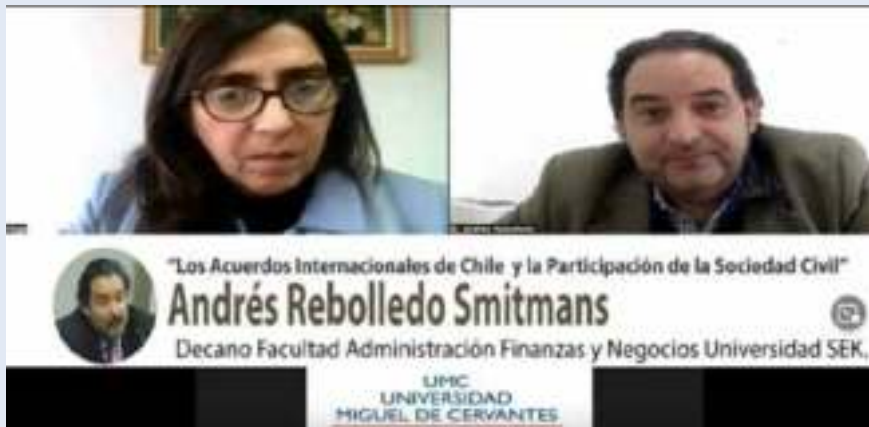 "Los Acuerdos Internacionales de Chile y la Participación de la Sociedad Civil"
Andrés Rebolledo Smitmans
Decano Facultad Administración Finanzas y Negocios Universidad SEK.
UMC
UNIVERSIDAD
MIGUEL DE CERVANTES